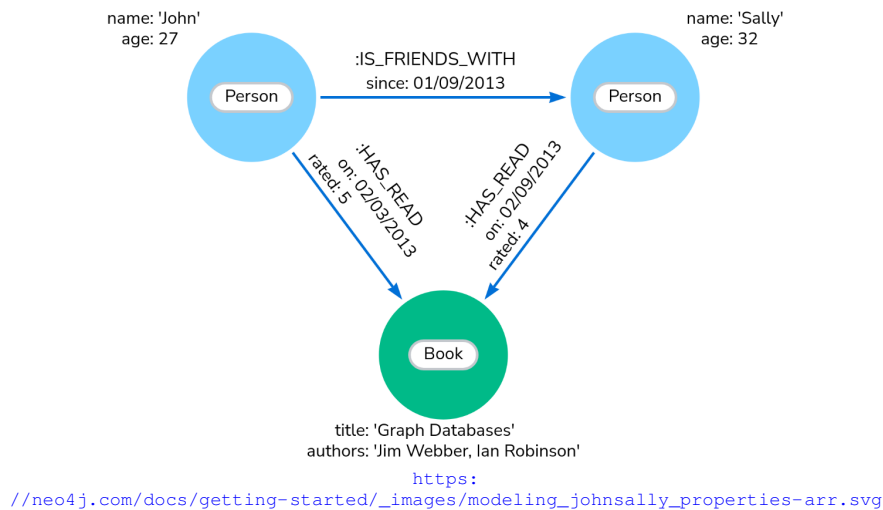 name: 'John'
age: 27
name: 'Sally'
age: 32
Person
:IS_FRIENDS_WITH
since: 01/09/2013
Person
:HAS_READ
on: 02/03/2013
rated: 5
:HAS_READ
on: 02/09/2013
rated: 4
Book
title: 'Graph Databases'
authors: 'Jim Webber, Ian Robinson'
https:
//neo4j.com/docs/getting-started/_images/modeling_johnsally_properties-arr.svg